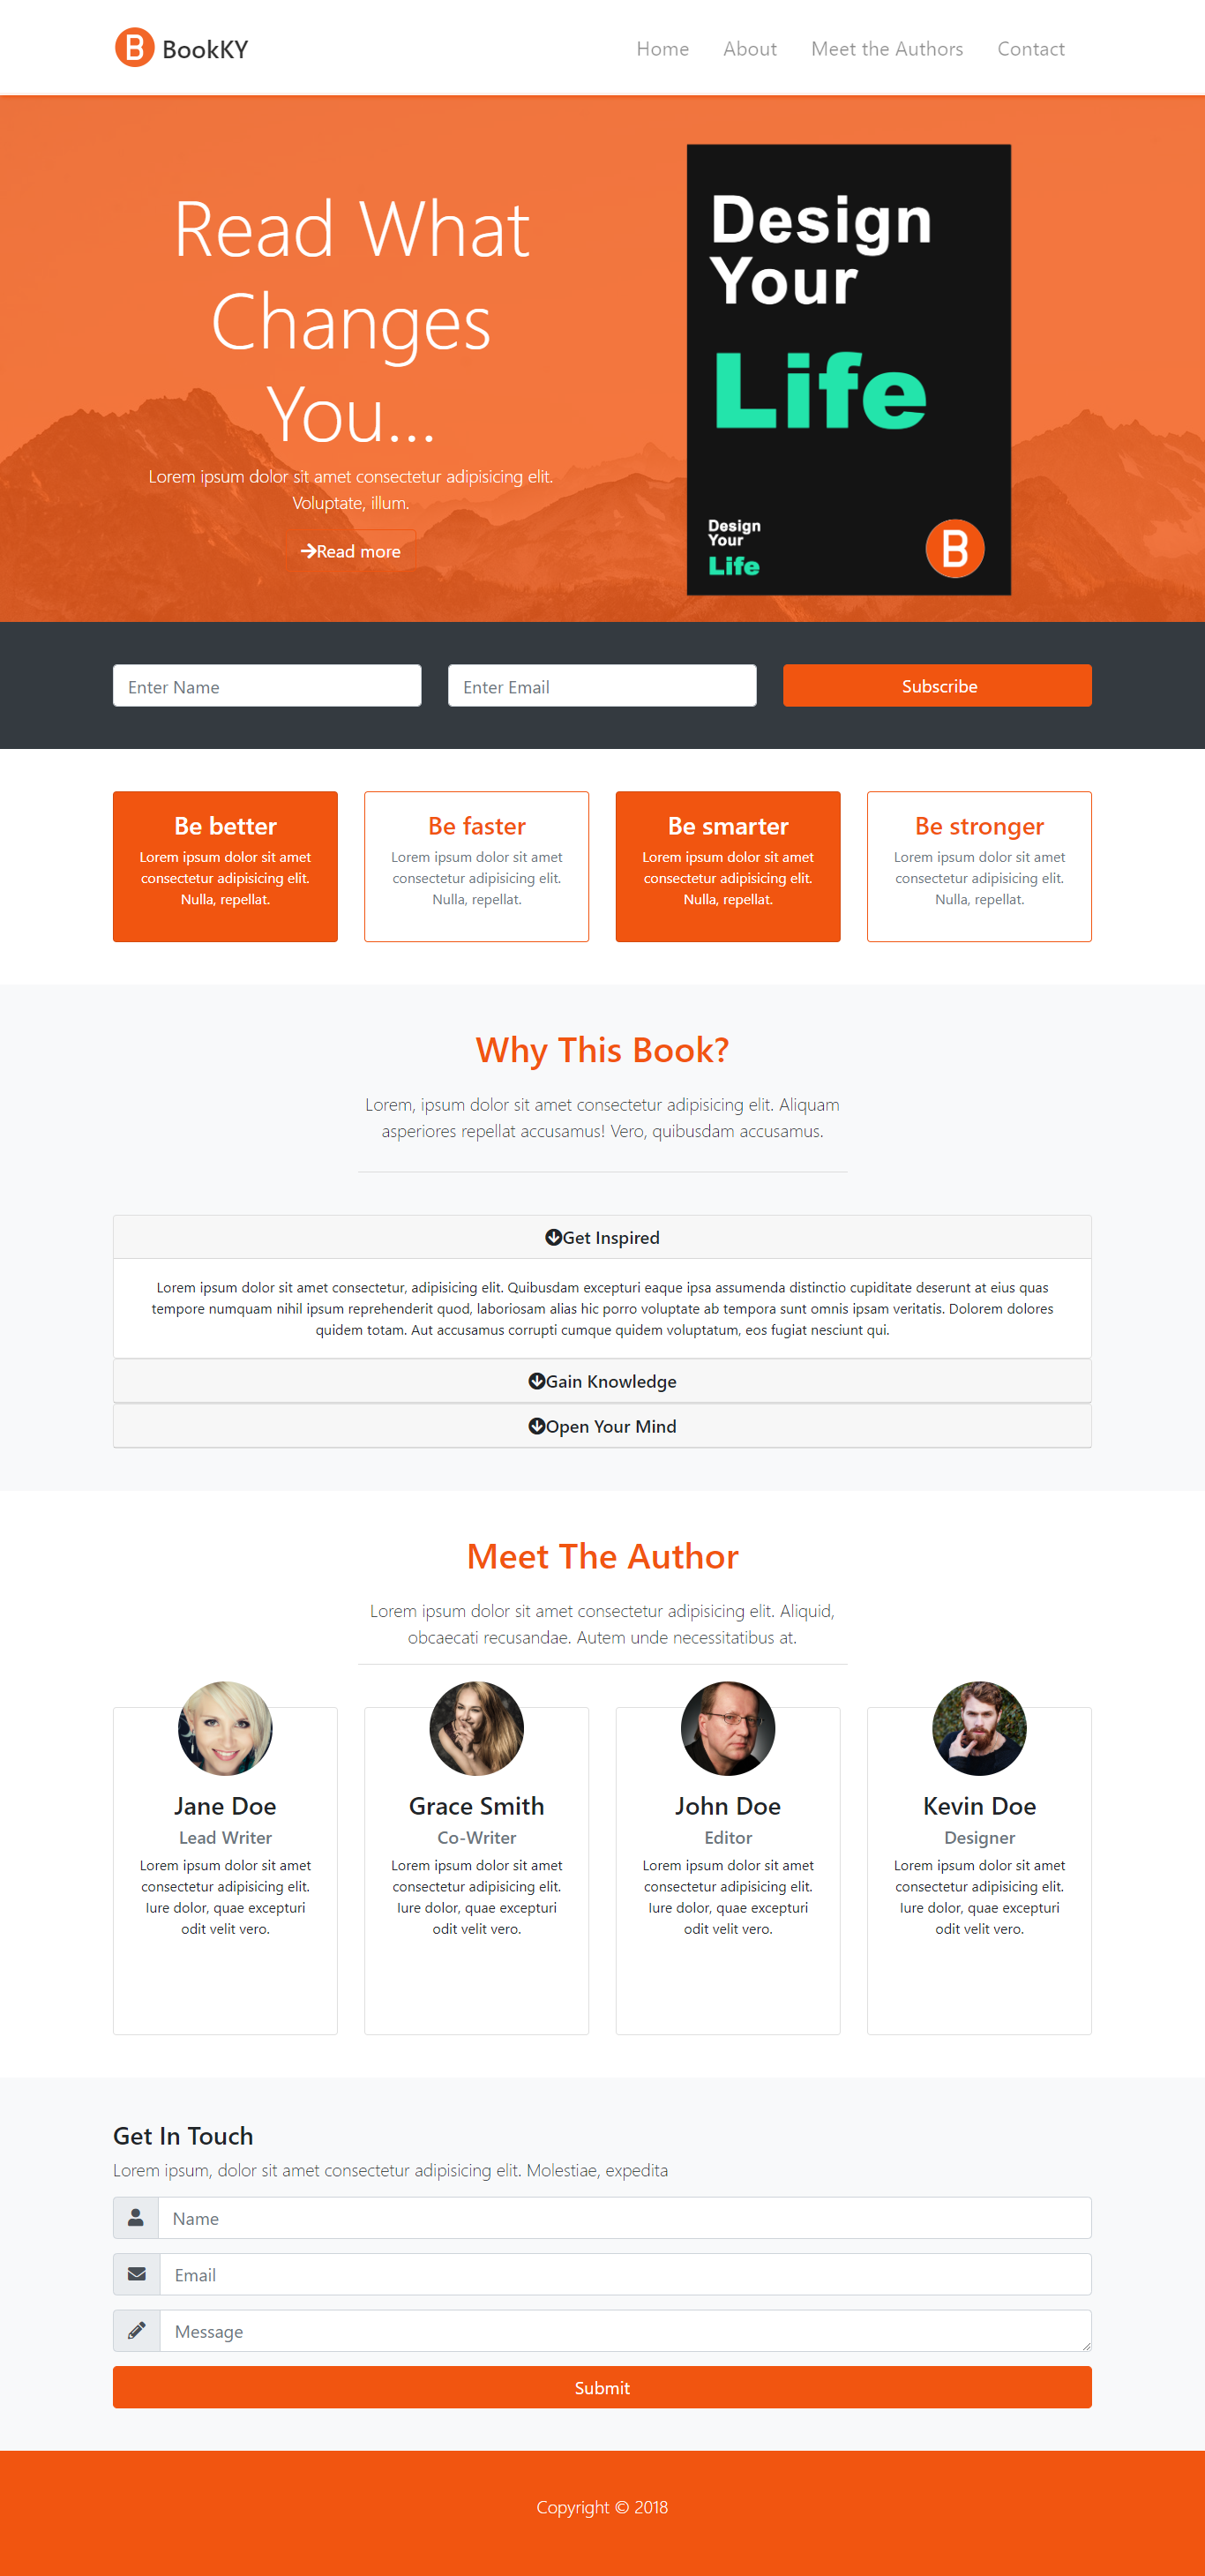 B BookKY
Home About Meet the Authors Contact
Read What
Changes
You...
Lorem ipsum dolor sit amet consectetur adipisicing elit.
Voluptate, illum.
Read more
Design
Your
Life
Design
Your
Life
B
Enter Name
Enter Email
Subscribe
Be better
Lorem ipsum dolor sit amet
consectetur adipisicing elit.
Nulla, repellat.
Be faster
Lorem ipsum dolor sit amet
consectetur adipisicing elit.
Nulla, repellat.
Be smarter
Lorem ipsum dolor sit amet
consectetur adipisicing elit.
Nulla, repellat.
Be stronger
Lorem ipsum dolor sit amet
consectetur adipisicing elit.
Nulla, repellat.
Why This Book?
Lorem, ipsum dolor sit amet consectetur adipisicing elit. Aliquam
asperiores repellat accusamus! Vero, quibusdam accusamus.
Get Inspired
Lorem ipsum dolor sit amet consectetur, adipisicing elit. Quibusdam excepturi eaque ipsa assumenda distinctio cupiditate deserunt at eius quas
tempore numquam nihil ipsum reprehenderit quod, laboriosam alias hic porro voluptate ab tempora sunt omnis ipsam veritatis. Dolorem dolores
quidem totam. Aut accusamus corrupti cumque quidem voluptatum, eos fugiat nesciunt qui.
Gain Knowledge
Open Your Mind
Meet The Author
Lorem ipsum dolor sit amet consectetur adipisicing elit. Aliquid,
obcaecati recusandae. Autem unde necessitatibus at.
Jane Doe
Lead Writer
Lorem ipsum dolor sit amet
consectetur adipisicing elit.
Iure dolor, quae excepturi
odit velit vero.
Grace Smith
Co-Writer
Lorem ipsum dolor sit amet
consectetur adipisicing elit.
Iure dolor, quae excepturi
odit velit vero.
John Doe
Editor
Lorem ipsum dolor sit amet
consectetur adipisicing elit.
Iure dolor, quae excepturi
odit velit vero.
Kevin Doe
Designer
Lorem ipsum dolor sit amet
consectetur adipisicing elit.
Iure dolor, quae excepturi
odit velit vero.
Get In Touch
Lorem ipsum, dolor sit amet consectetur adipisicing elit. Molestiae, expedita
Name
Email
Message
Submit
Copyright © 2018